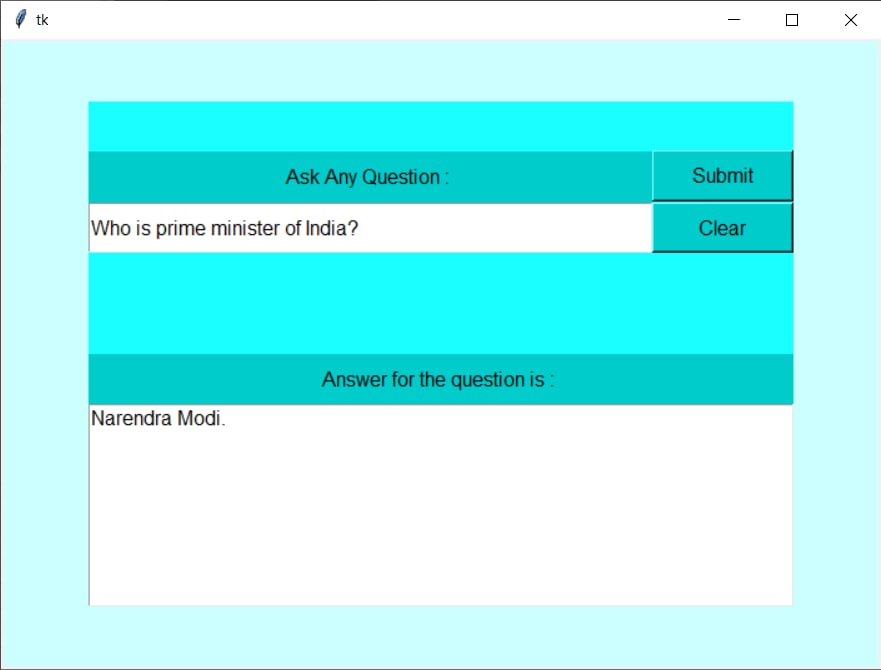 tk
Ask Any Question :
Submit
Who is prime minister of India?
Clear
Answer for the question is :
Narendra Modi.